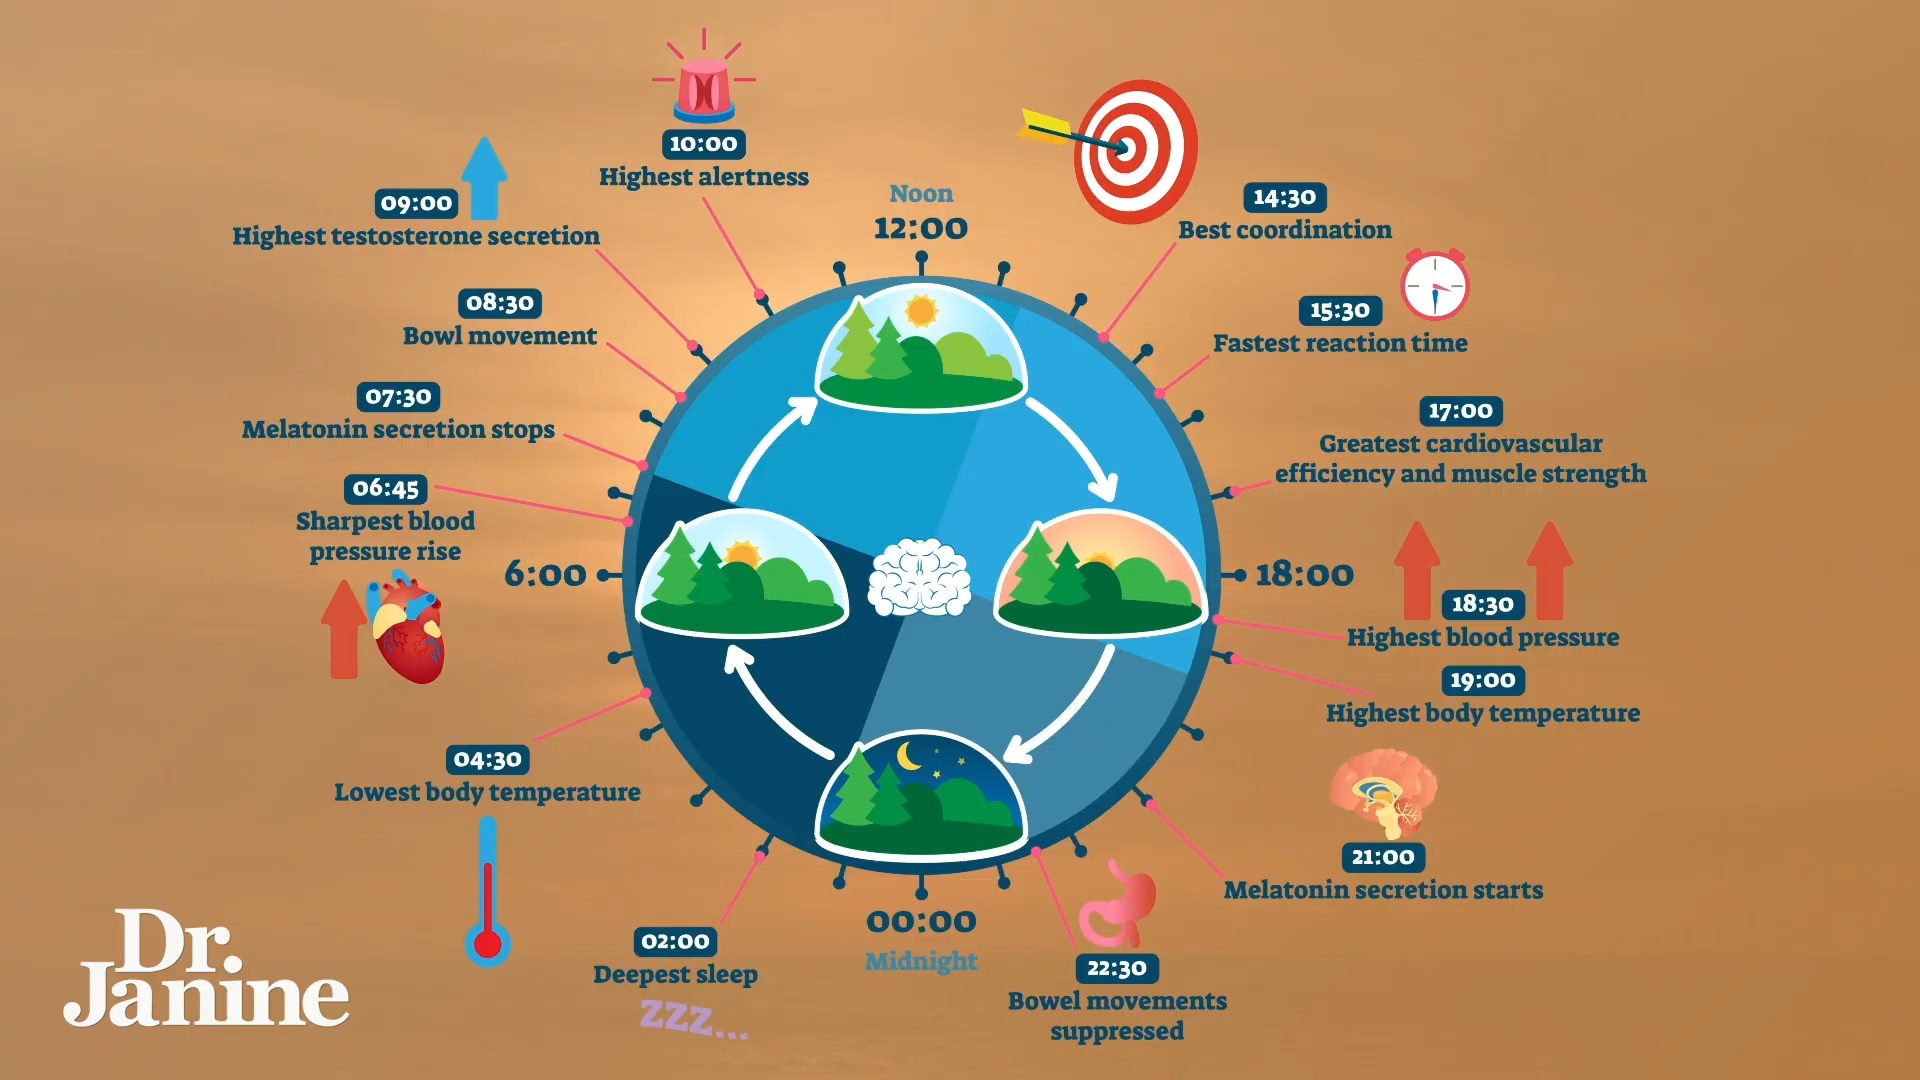 10:00
Highest alertness
09:00
Highest testosterone secretion
Noon
12:00
14:30
Best coordination
08:30
Bowl movement
15:30
Fastest reaction time
07:30
Melatonin secretion stops
17:00
Greatest cardiovascular
efficiency and muscle strength
06:45
Sharpest blood
pressure rise
6:00
18:00
18:30
Highest blood pressure
19:00
Highest body temperature
04:30
Lowest body temperature
21:00
Melatonin secretion starts
02:00
Deepest sleep
ZZZ...
00:00
Midnight
22:30
Bowel movements
suppressed
Dr.
Janine